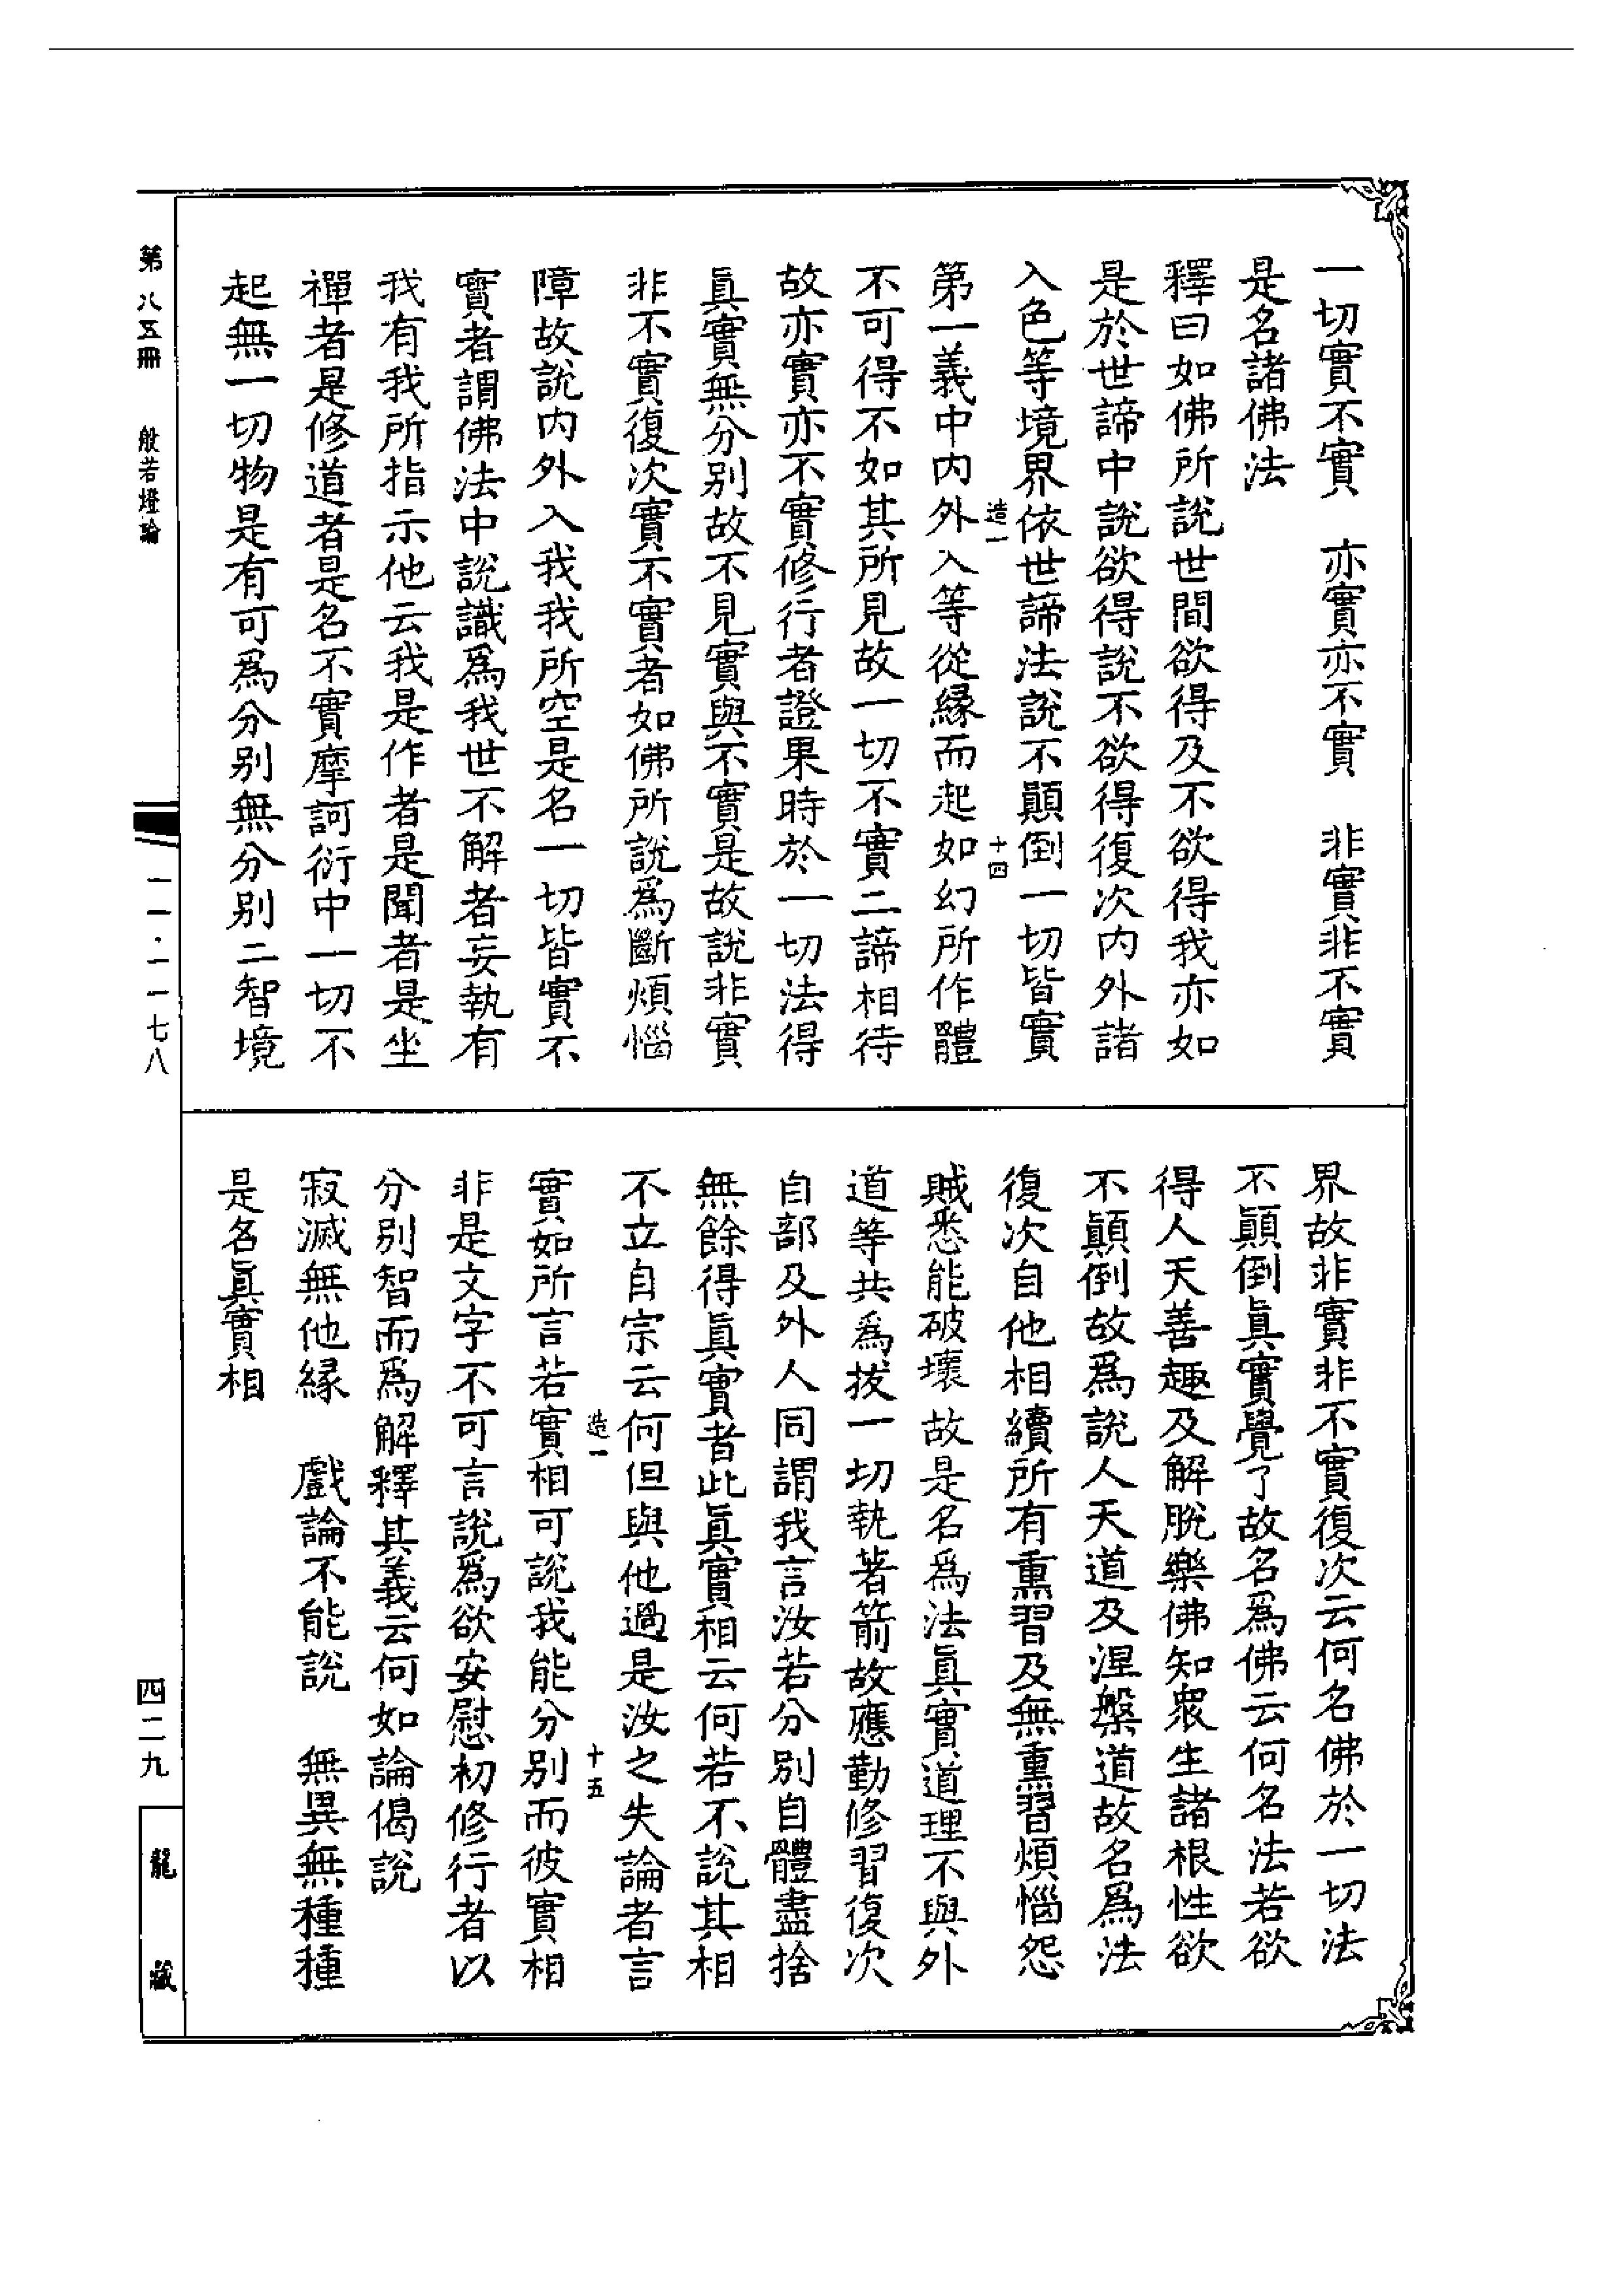 一切實不實　亦實亦不實　非實非不實
是名諸佛法
釋曰如佛所說世間欲得及不欲得我亦如
是於世諦中說欲得說不欲得復次內外諸
入色等境界依世諦法說不顛倒一切皆實
造一　十四
第一義中內外入等從緣而起如幻所作體
不可得不如其所見故一切不實二諦相待
故亦實亦不實修行者證果時於一切法得
眞實無分別故不見實與不實是故說非實
非不實復次實不實者如佛所說爲斷煩惱
障故說內外入我我所空是名一切皆實不
實者謂佛法中說識爲我世不解者妄執有
我有我所指示他云我是作者是聞者是坐
禪者是修道者是名不實摩訶衍中一切不
起無一切物是有可爲分別無分別二智境
界故非實非不實復次云何名佛於一切法
不顛倒眞實覺了故名爲佛云何名法若欲
得人天善趣及解脫樂佛知衆生諸根性欲
不顛倒故爲說人天道及涅槃道故名爲法
復次自他相續所有熏習及無熏習煩惱怨
賊悉能破壞故是名爲法眞實道理不與外
道等共爲拔一切執著箭故應勤修習復次
自部及外人同謂我言汝若分別自體盡捨
無餘得眞實者此眞實相云何若不說其相
不立自宗云何但與他過是汝之失論者言
造一　十五
實如所言若實相可說我能分別而彼實相
非是文字不可言說爲欲安慰初修行者以
分別智而爲解釋其義云何如論偈說
寂滅無他緣　戲論不能說　無異無種種
是名眞實相
第八五冊　般若燈論
一一·一一七八
四二九
龍藏